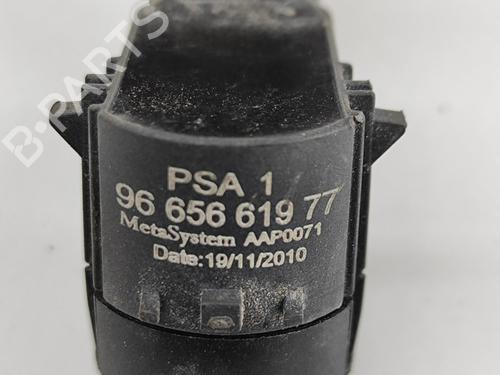 B-PARTS
PSA 1
96 656 619 77
MetaSystem AAP0071
Date:19/11/2010